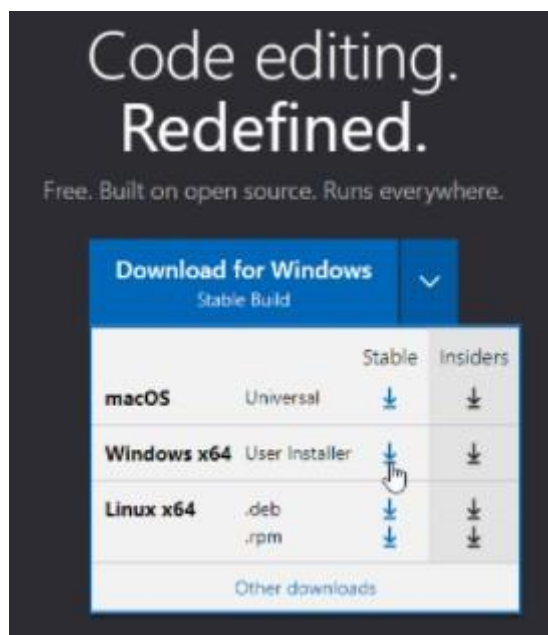 Code editing.
Redefined.
Free. Built on open source. Runs everywhere.
Download for Windows
Stable Build
Stable Insiders
macOS Universal
Windows x64 User Installer
Linux x64 .deb
.rpm
Other downloads